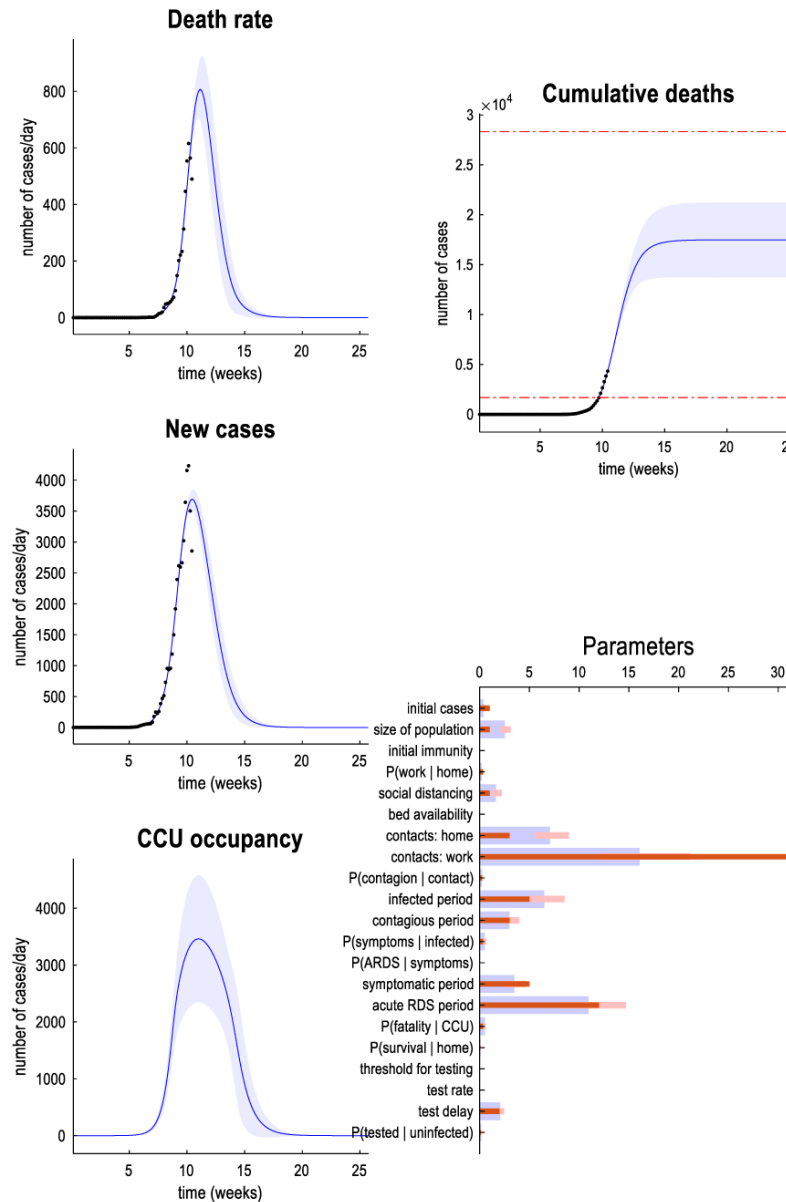 Death rate
number of cases/day
800
600
400
200
0
5 10 15 20 25
time (weeks)
Cumulative deaths
×10⁴
number of cases
3
2.5
2
1.5
1
0.5
0
5 10 15 20
time (weeks)
New cases
number of cases/day
4000
3500
3000
2500
2000
1500
1000
500
0
5 10 15 20 25
time (weeks)
CCU occupancy
number of cases/day
4000
3000
2000
1000
0
5 10 15 20 25
time (weeks)
Parameters
0 5 10 15 20 25 30
initial cases
size of population
initial immunity
P(work | home)
social distancing
bed availability
contacts: home
contacts: work
P(contagion | contact)
infected period
contagious period
P(symptoms | infected)
P(ARDS | symptoms)
symptomatic period
acute RDS period
P(fatality | CCU)
P(survival | home)
threshold for testing
test rate
test delay
P(tested | uninfected)